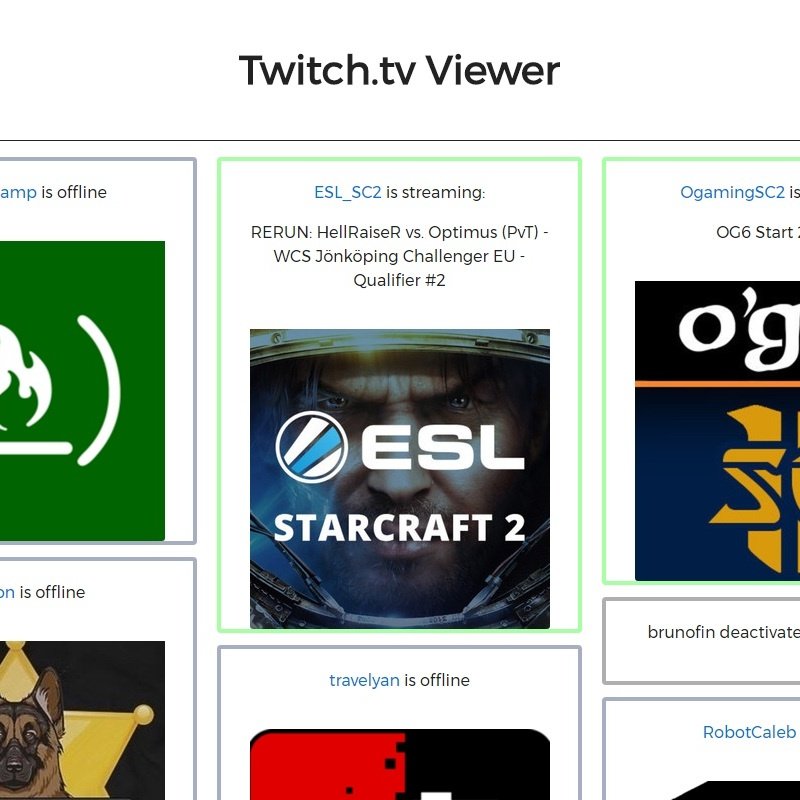 Twitch.tv Viewer
amp is offline
ESL_SC2 is streaming:
RERUN: HellRaiseR vs. Optimus (PvT) -
WCS Jönköping Challenger EU -
Qualifier #2
ESL
STARCRAFT 2
2012
OgamingSC2 is
OG6 Start 2
o'g
on is offline
travelyan is offline
brunofin deactivate
RobotCaleb